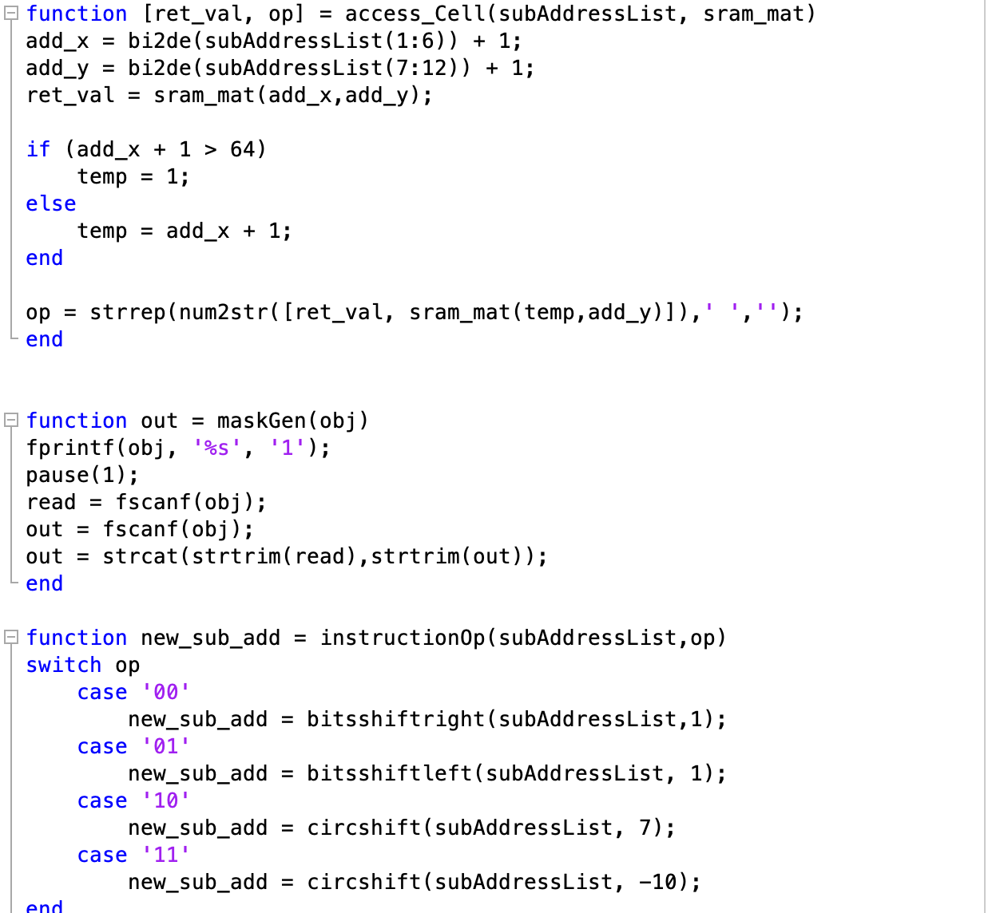 function [ret_val, op] = access_Cell(subAddressList, sram_mat)
add_x = bi2de(subAddressList(1:6)) + 1;
add_y = bi2de(subAddressList(7:12)) + 1;
ret_val = sram_mat(add_x,add_y);

if (add_x + 1 > 64)
    temp = 1;
else
    temp = add_x + 1;
end

op = strrep(num2str([ret_val, sram_mat(temp,add_y)]),' ','');
end

function out = maskGen(obj)
fprintf(obj, '%s', '1');
pause(1);
read = fscanf(obj);
out = fscanf(obj);
out = strcat(strtrim(read),strtrim(out));
end

function new_sub_add = instructionOp(subAddressList,op)
switch op
    case '00'
        new_sub_add = bitsshiftright(subAddressList,1);
    case '01'
        new_sub_add = bitsshiftleft(subAddressList, 1);
    case '10'
        new_sub_add = circshift(subAddressList, 7);
    case '11'
        new_sub_add = circshift(subAddressList, -10);
end